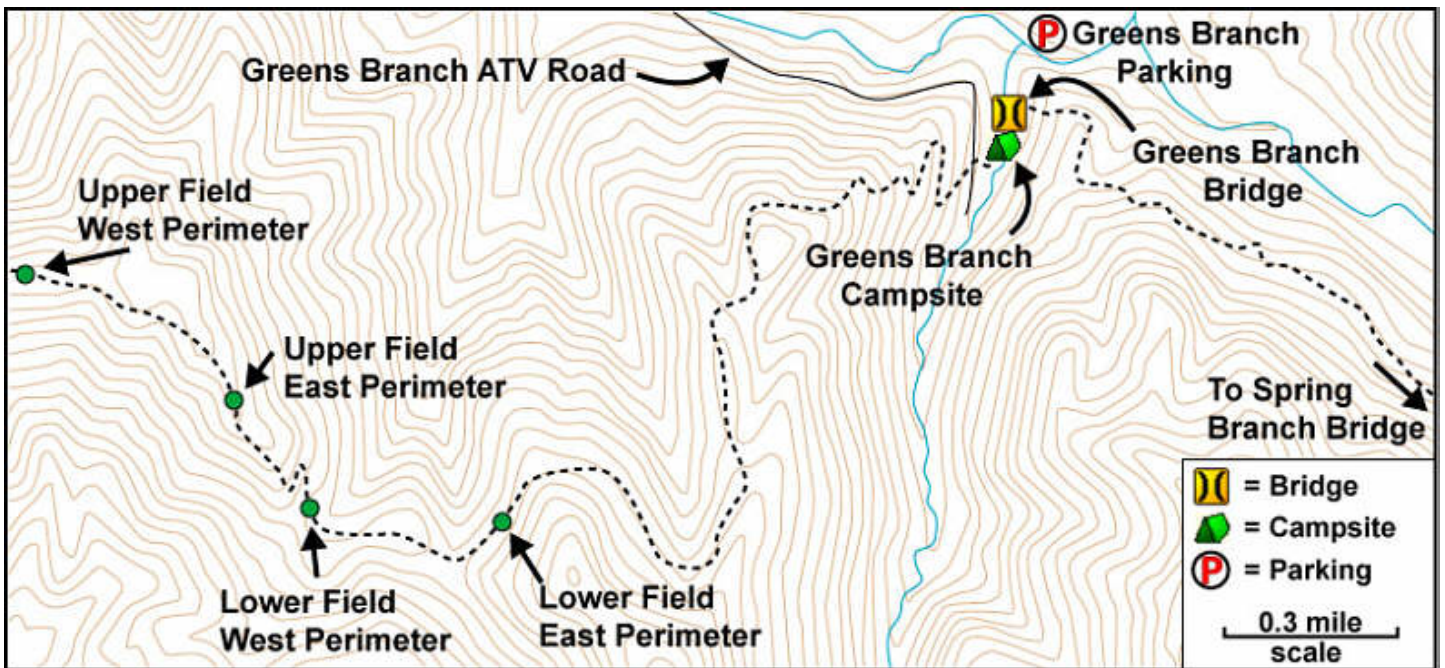 Greens Branch
Parking
Greens Branch ATV Road
Greens Branch
Bridge
Upper Field
West Perimeter
Greens Branch
Campsite
Upper Field
East Perimeter
To Spring
Branch Bridge
Lower Field
West Perimeter
Lower Field
East Perimeter
= Bridge
= Campsite
P = Parking
0.3 mile
scale
P